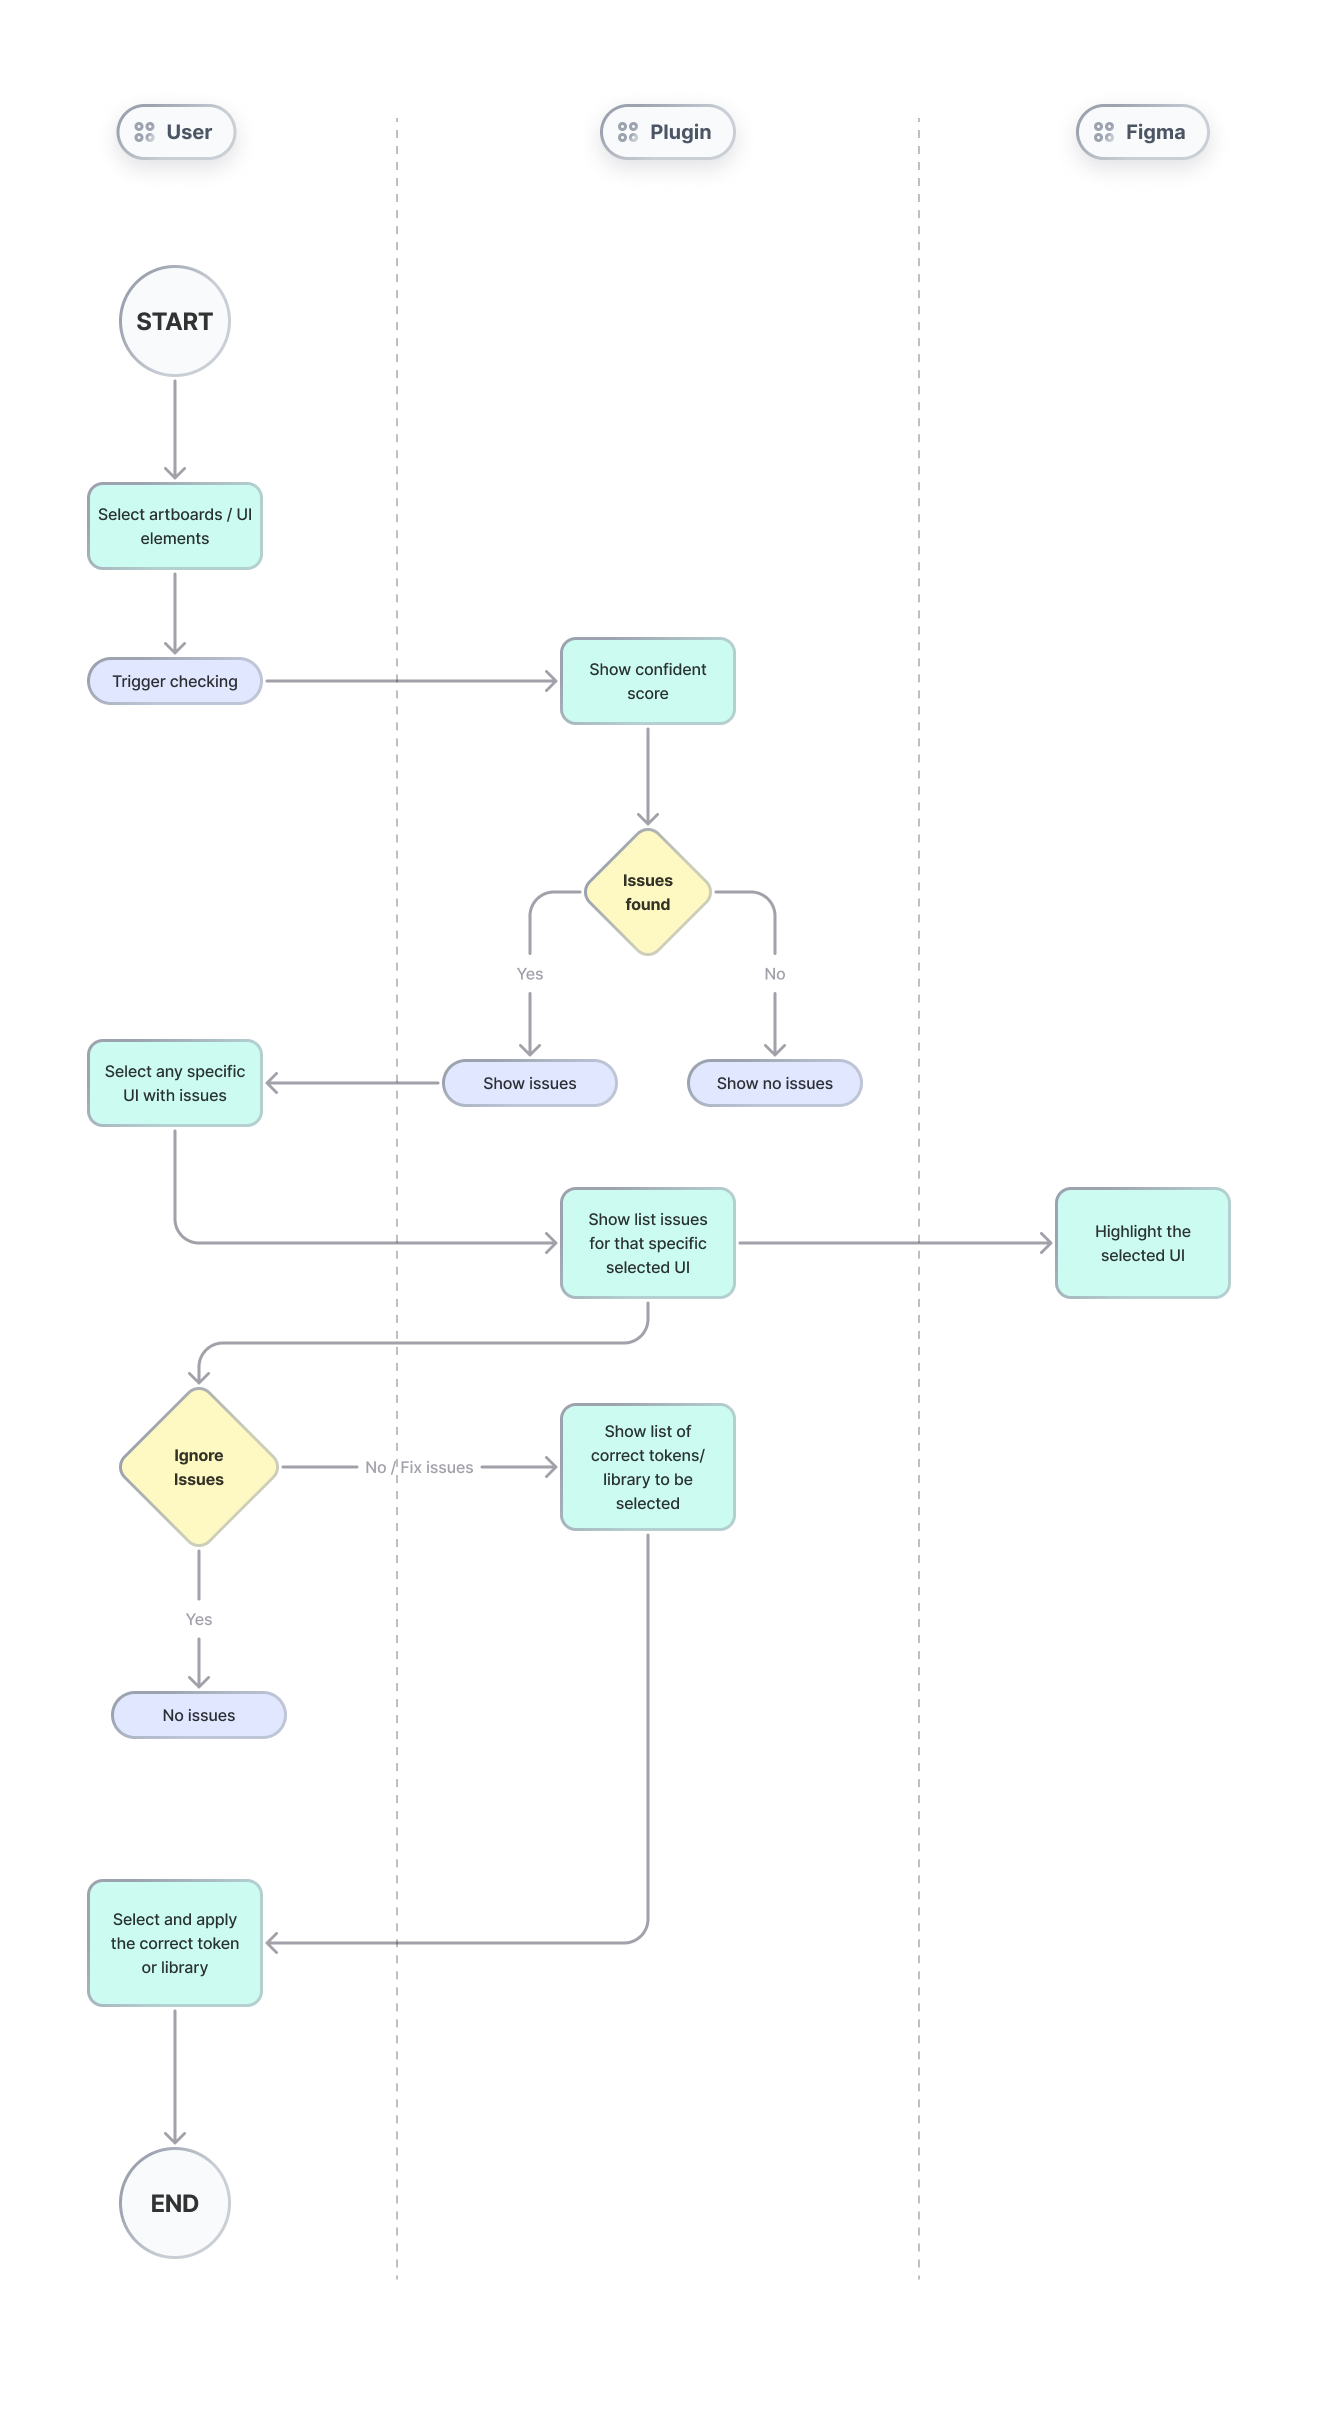 User
Plugin
Figma
START
Select artboards / UI
elements
Trigger checking
Show confident
score
Issues
found
Yes
No
Select any specific
UI with issues
Show issues
Show no issues
Show list issues
for that specific
selected UI
Highlight the
selected UI
Ignore
Issues
No / Fix issues
Show list of
correct tokens/
library to be
selected
Yes
No issues
Select and apply
the correct token
or library
END